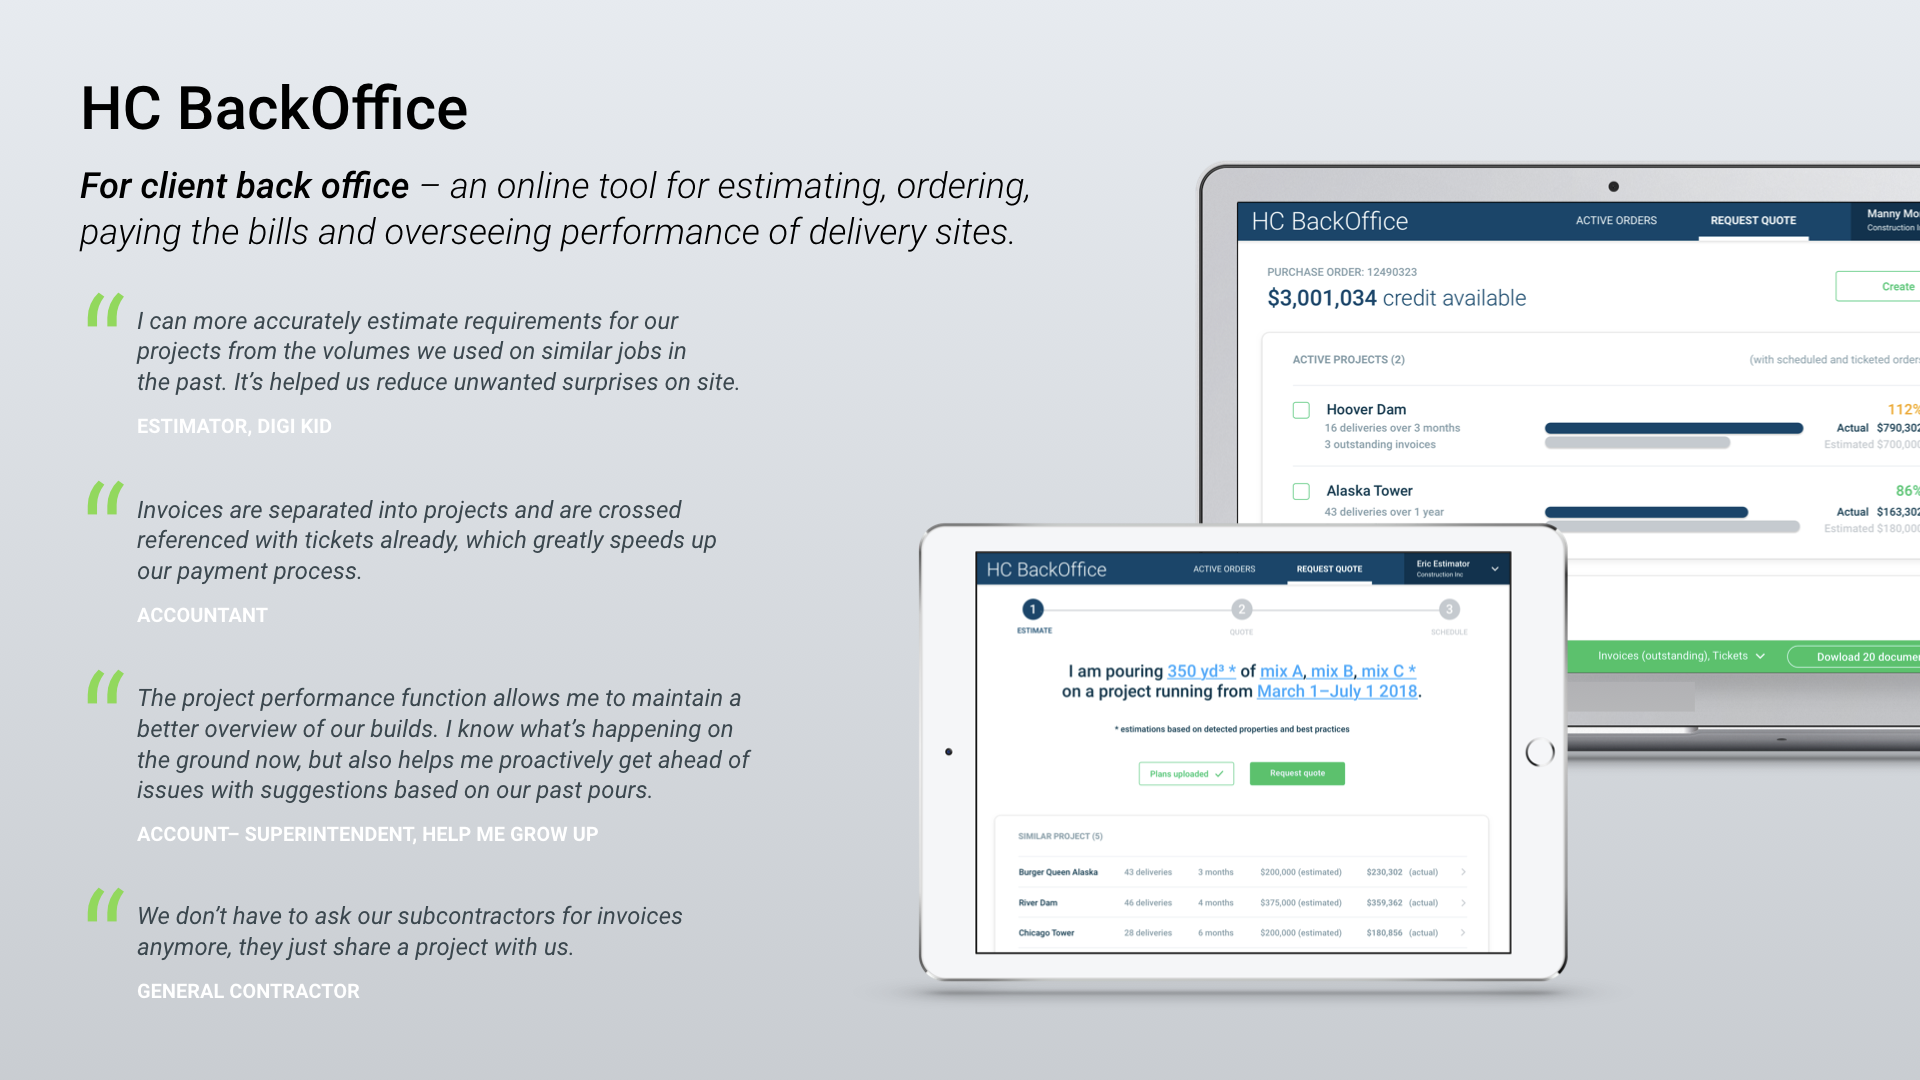 HC BackOffice
For client back office – an online tool for estimating, ordering,
paying the bills and overseeing performance of delivery sites.
“ I can more accurately estimate requirements for our
projects from the volumes we used on similar jobs in
the past. It’s helped us reduce unwanted surprises on site.
ESTIMATOR, DIGI KID
“ Invoices are separated into projects and are crossed
referenced with tickets already, which greatly speeds up
our payment process.
ACCOUNTANT
“ The project performance function allows me to maintain a
better overview of our builds. I know what’s happening on
the ground now, but also helps me proactively get ahead of
issues with suggestions based on our past pours.
ACCOUNT– SUPERINTENDENT, HELP ME GROW UP
“ We don’t have to ask our subcontractors for invoices
anymore, they just share a project with us.
GENERAL CONTRACTOR
HC BackOffice ACTIVE ORDERS REQUEST QUOTE Manny
Construction
PURCHASE ORDER: 12490323
$3,001,034 credit available Create
ACTIVE PROJECTS (2) (with scheduled and ticketed orders
Hoover Dam 112%
16 deliveries over 3 months Actual $790,302
3 outstanding invoices Estimated $700,000
Alaska Tower 86%
43 deliveries over 1 year Actual $163,302
Estimated $180,000
Invoices (outstanding), Tickets Dowload 20
HC BackOffice ACTIVE ORDERS REQUEST QUOTE Eric Estimator
Construction Inc
1 2 3
ESTIMATE QUOTE SCHEDULE
I am pouring 350 yd³ * of mix A, mix B, mix C *
on a project running from March 1–July 1 2018.
* estimations based on detected properties and best practices
Plans uploaded Request quote
SIMILAR PROJECT (5)
Burger Queen Alaska 43 deliveries 3 months $200,000 (estimated) $230,302 (actual)
River Dam 46 deliveries 4 months $375,000 (estimated) $359,362 (actual)
Chicago Tower 28 deliveries 6 months $200,000 (estimated) $180,856 (actual)